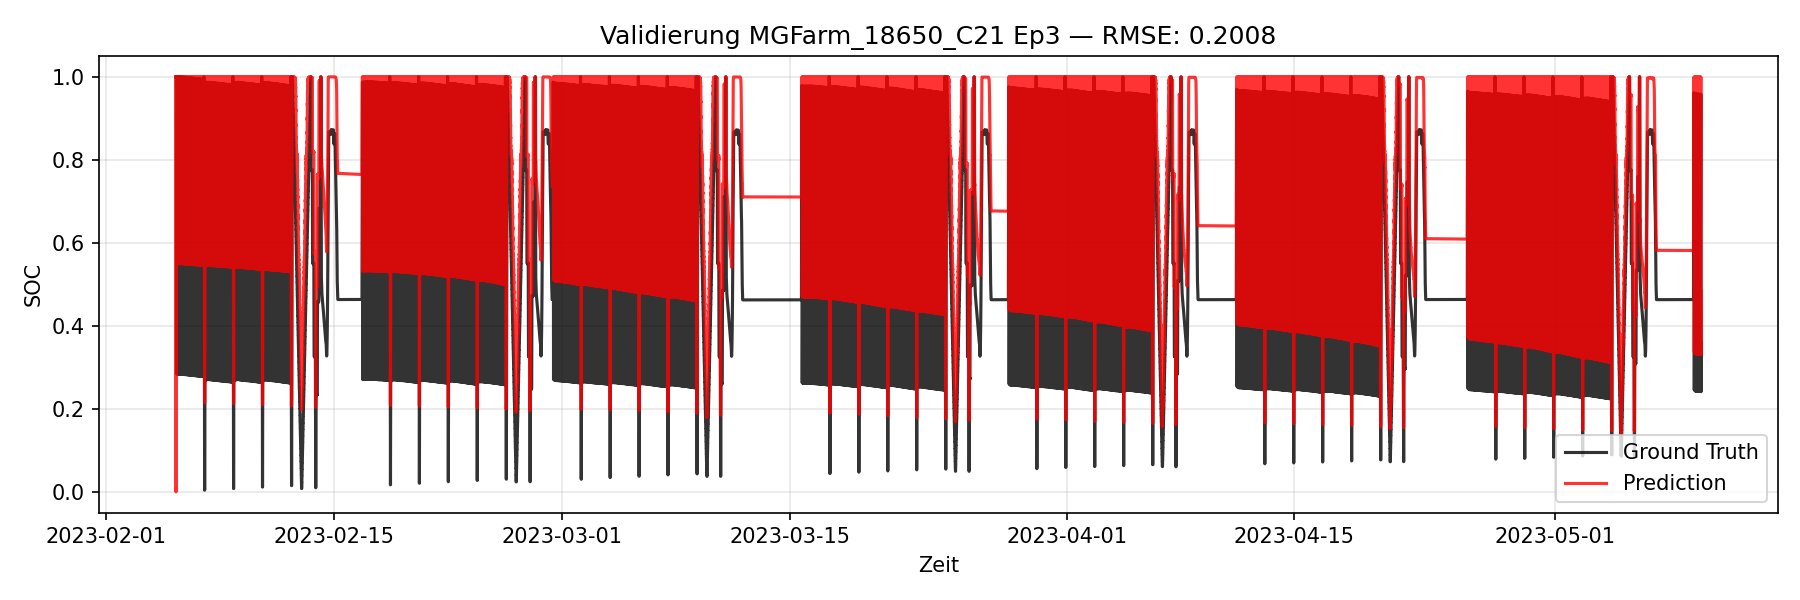 Validierung MGFarm_18650_C21 Ep3 — RMSE: 0.2008
SOC
1.0
0.8
0.6
0.4
0.2
0.0
Ground Truth
Prediction
2023-02-01 2023-02-15 2023-03-01 2023-03-15 2023-04-01 2023-04-15 2023-05-01
Zeit